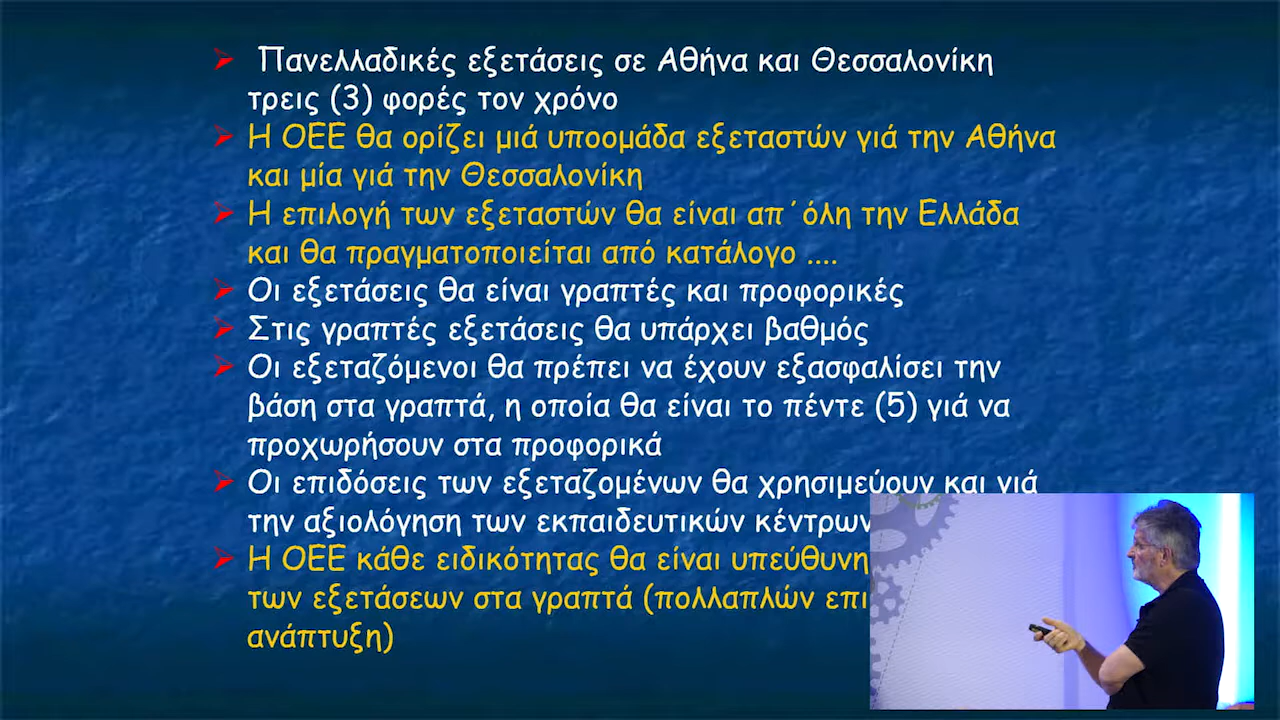 Πανελλαδικές εξετάσεις σε Αθήνα και Θεσσαλονίκη
τρεις (3) φορές τον χρόνο
Η ΟΕΕ θα ορίζει μιά υποομάδα εξεταστών γιά την Αθήνα
και μία γιά την Θεσσαλονίκη
Η επιλογή των εξεταστών θα είναι απ΄όλη την Ελλάδα
και θα πραγματοποιείται από κατάλογο ....
Οι εξετάσεις θα είναι γραπτές και προφορικές
Στις γραπτές εξετάσεις θα υπάρχει βαθμός
Οι εξεταζόμενοι θα πρέπει να έχουν εξασφαλίσει την
βάση στα γραπτά, η οποία θα είναι το πέντε (5) γιά να
προχωρήσουν στα προφορικά
Οι επιδόσεις των εξεταζομένων θα χρησιμεύουν και γιά
την αξιολόγηση των εκπαιδευτικών κέντρων
Η ΟΕΕ κάθε ειδικότητας θα είναι υπεύθυνη
των εξετάσεων στα γραπτά (πολλαπλών
ανάπτυξη)